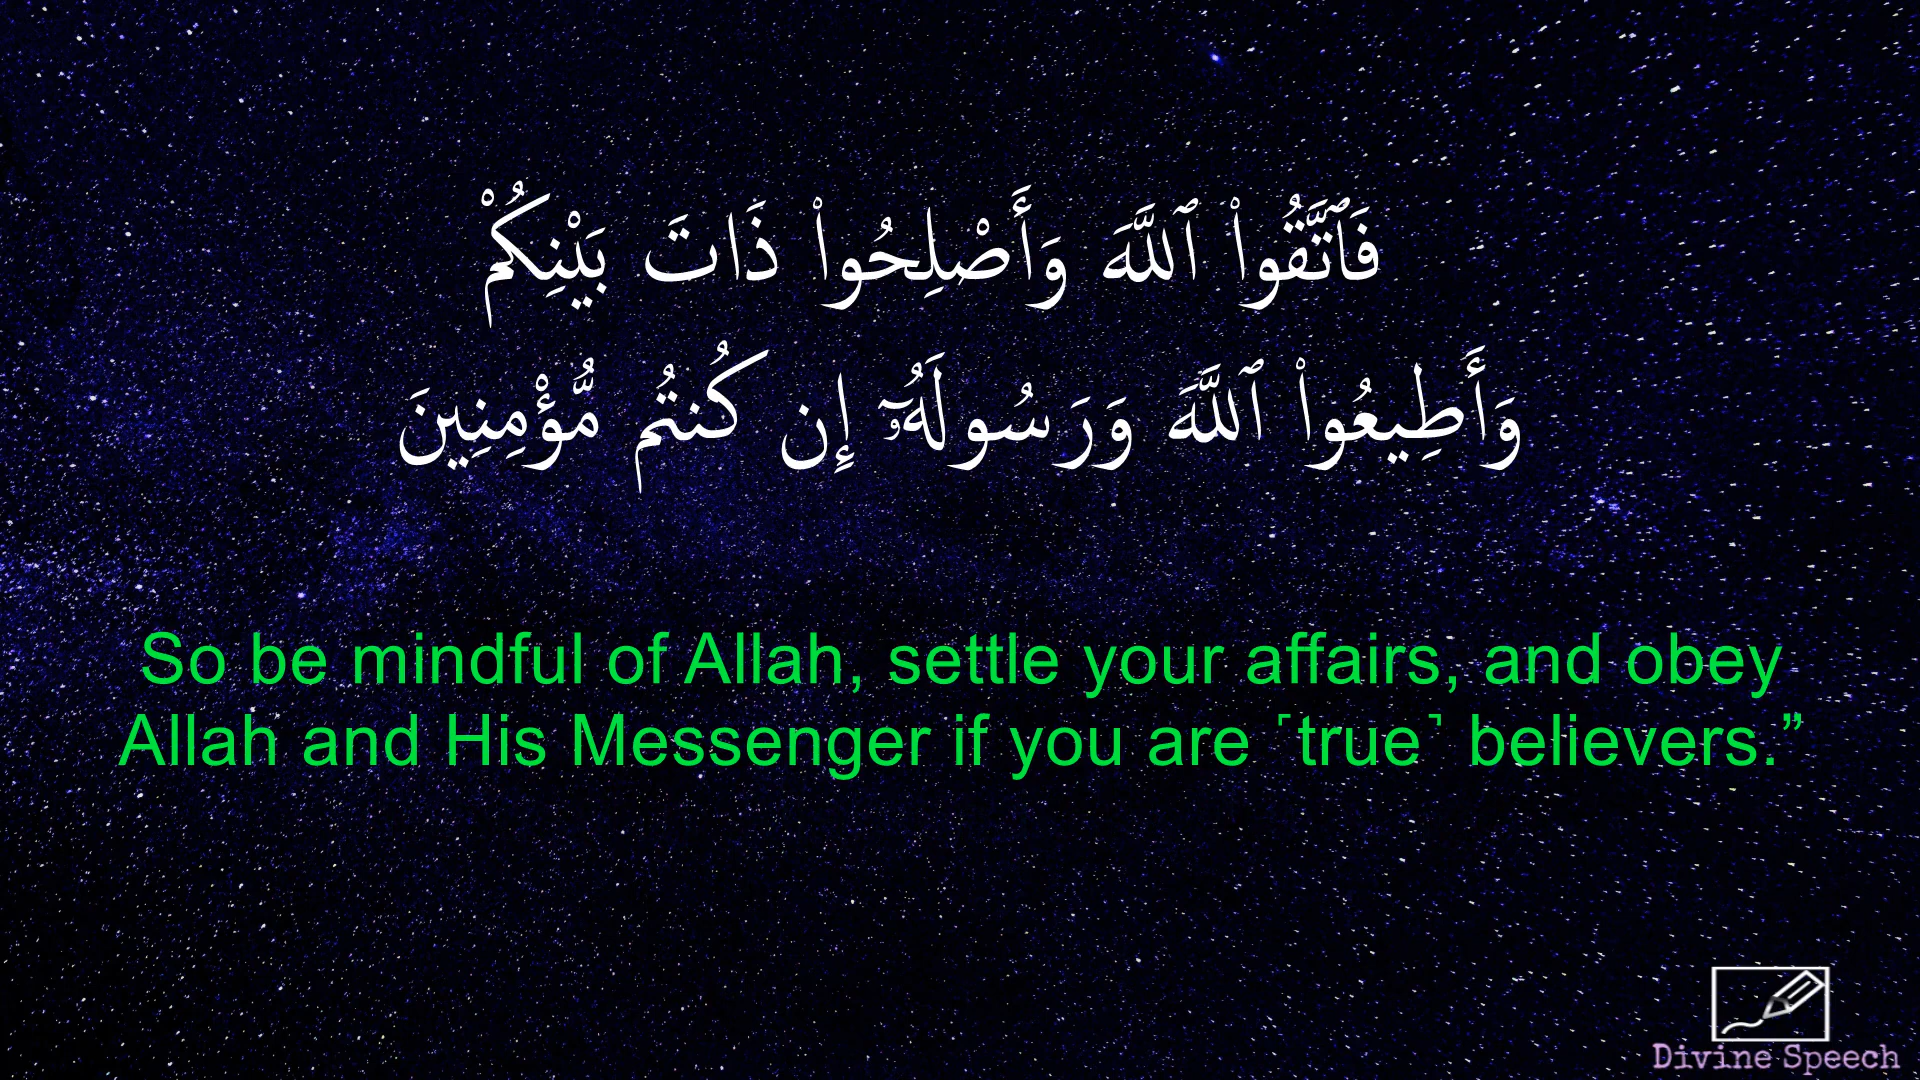 فَٱتَّقُوا۟ ٱللَّهَ وَأَصْلِحُوا۟ ذَاتَ بَيْنِكُمْ
وَأَطِيعُوا۟ ٱللَّهَ وَرَسُولَهُۥٓ إِن كُنتُم مُّؤْمِنِينَ
So be mindful of Allah, settle your affairs, and obey
Allah and His Messenger if you are ˹true˺ believers.”
Divine Speech